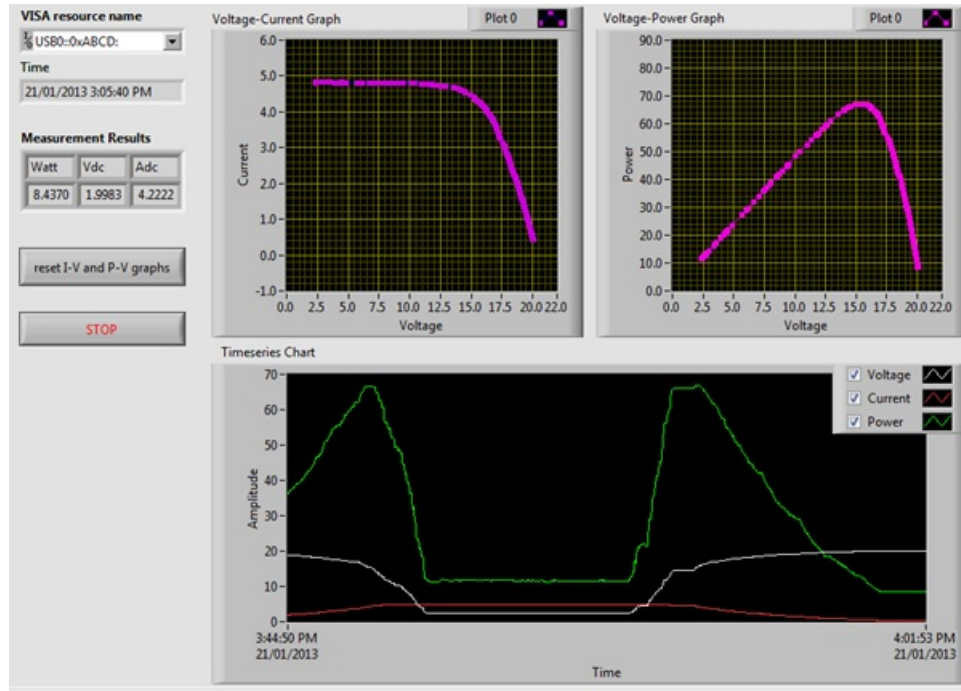 VISA resource name
USB0::0xABCD:
Time
21/01/2013 3:05:40 PM
Measurement Results
Watt Vdc Adc
8.4370 1.9983 4.2222
reset I-V and P-V graphs
STOP
Voltage-Current Graph
Plot 0
Current
6.0
5.0
4.0
3.0
2.0
1.0
0.0
-1.0
0.0 2.5 5.0 7.5 10.0 12.5 15.0 17.5 20.0 22.0
Voltage
Voltage-Power Graph
Plot 0
Power
90.0
80.0
70.0
60.0
50.0
40.0
30.0
20.0
10.0
0.0
0.0 2.5 5.0 7.5 10.0 12.5 15.0 17.5 20.0 22.0
Voltage
Timeseries Chart
Voltage
Current
Power
Amplitude
70
60
50
40
30
20
10
0
3:44:50 PM 4:01:53 PM
21/01/2013 21/01/2013
Time